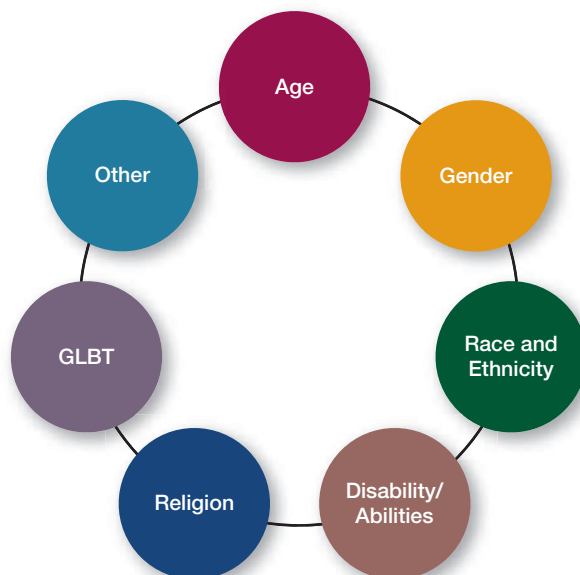 Age
Gender
Race and
Ethnicity
Disability/
Abilities
Religion
GLBT
Other